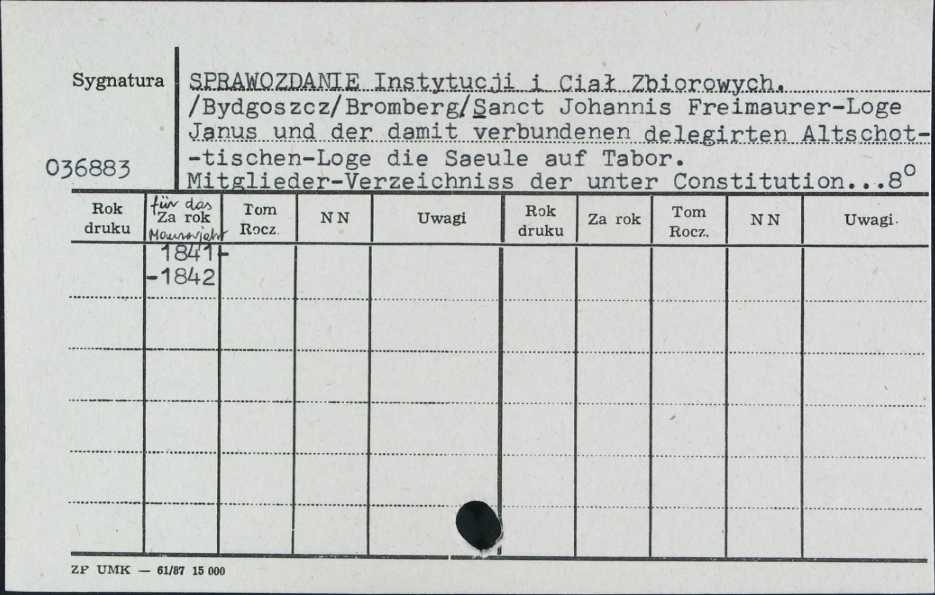 Sygnatura
SPRAWOZDANIE Instytucji i Ciał Zbiorowych.
/Bydgoszcz/Bromberg/Sanct Johannis Freimaurer-Loge
Janus und der damit verbundenen delegirten Altschot-
-tischen-Loge die Saeule auf Tabor.
036883
Mitglieder-Verzeichniss der unter Constitution...8°
Rok druku
für das
Za rok
Maurerjahr
Tom Rocz.
N N
Uwagi
Rok druku
Za rok
Tom Rocz.
N N
Uwagi.
1841-
-1842
ZP UMK — 61/87 15 000